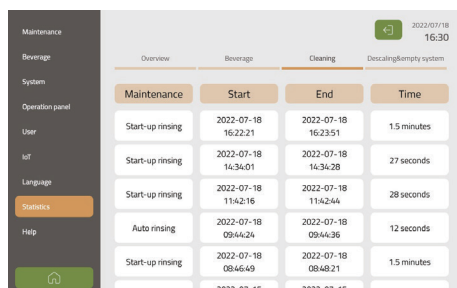 Maintenance
Beverage
System
Operation panel
User
IoT
Language
Statistics
Help
2022/07/18
16:30
Overview
Beverage
Cleaning
Descaling&empty system
Maintenance Start End Time
Start-up rinsing 2022-07-18 16:22:21 2022-07-18 16:23:51 1.5 minutes
Start-up rinsing 2022-07-18 14:34:01 2022-07-18 14:34:28 27 seconds
Start-up rinsing 2022-07-18 11:42:16 2022-07-18 11:42:44 28 seconds
Auto rinsing 2022-07-18 09:44:24 2022-07-18 09:44:36 12 seconds
Start-up rinsing 2022-07-18 08:46:49 2022-07-18 08:48:21 1.5 minutes